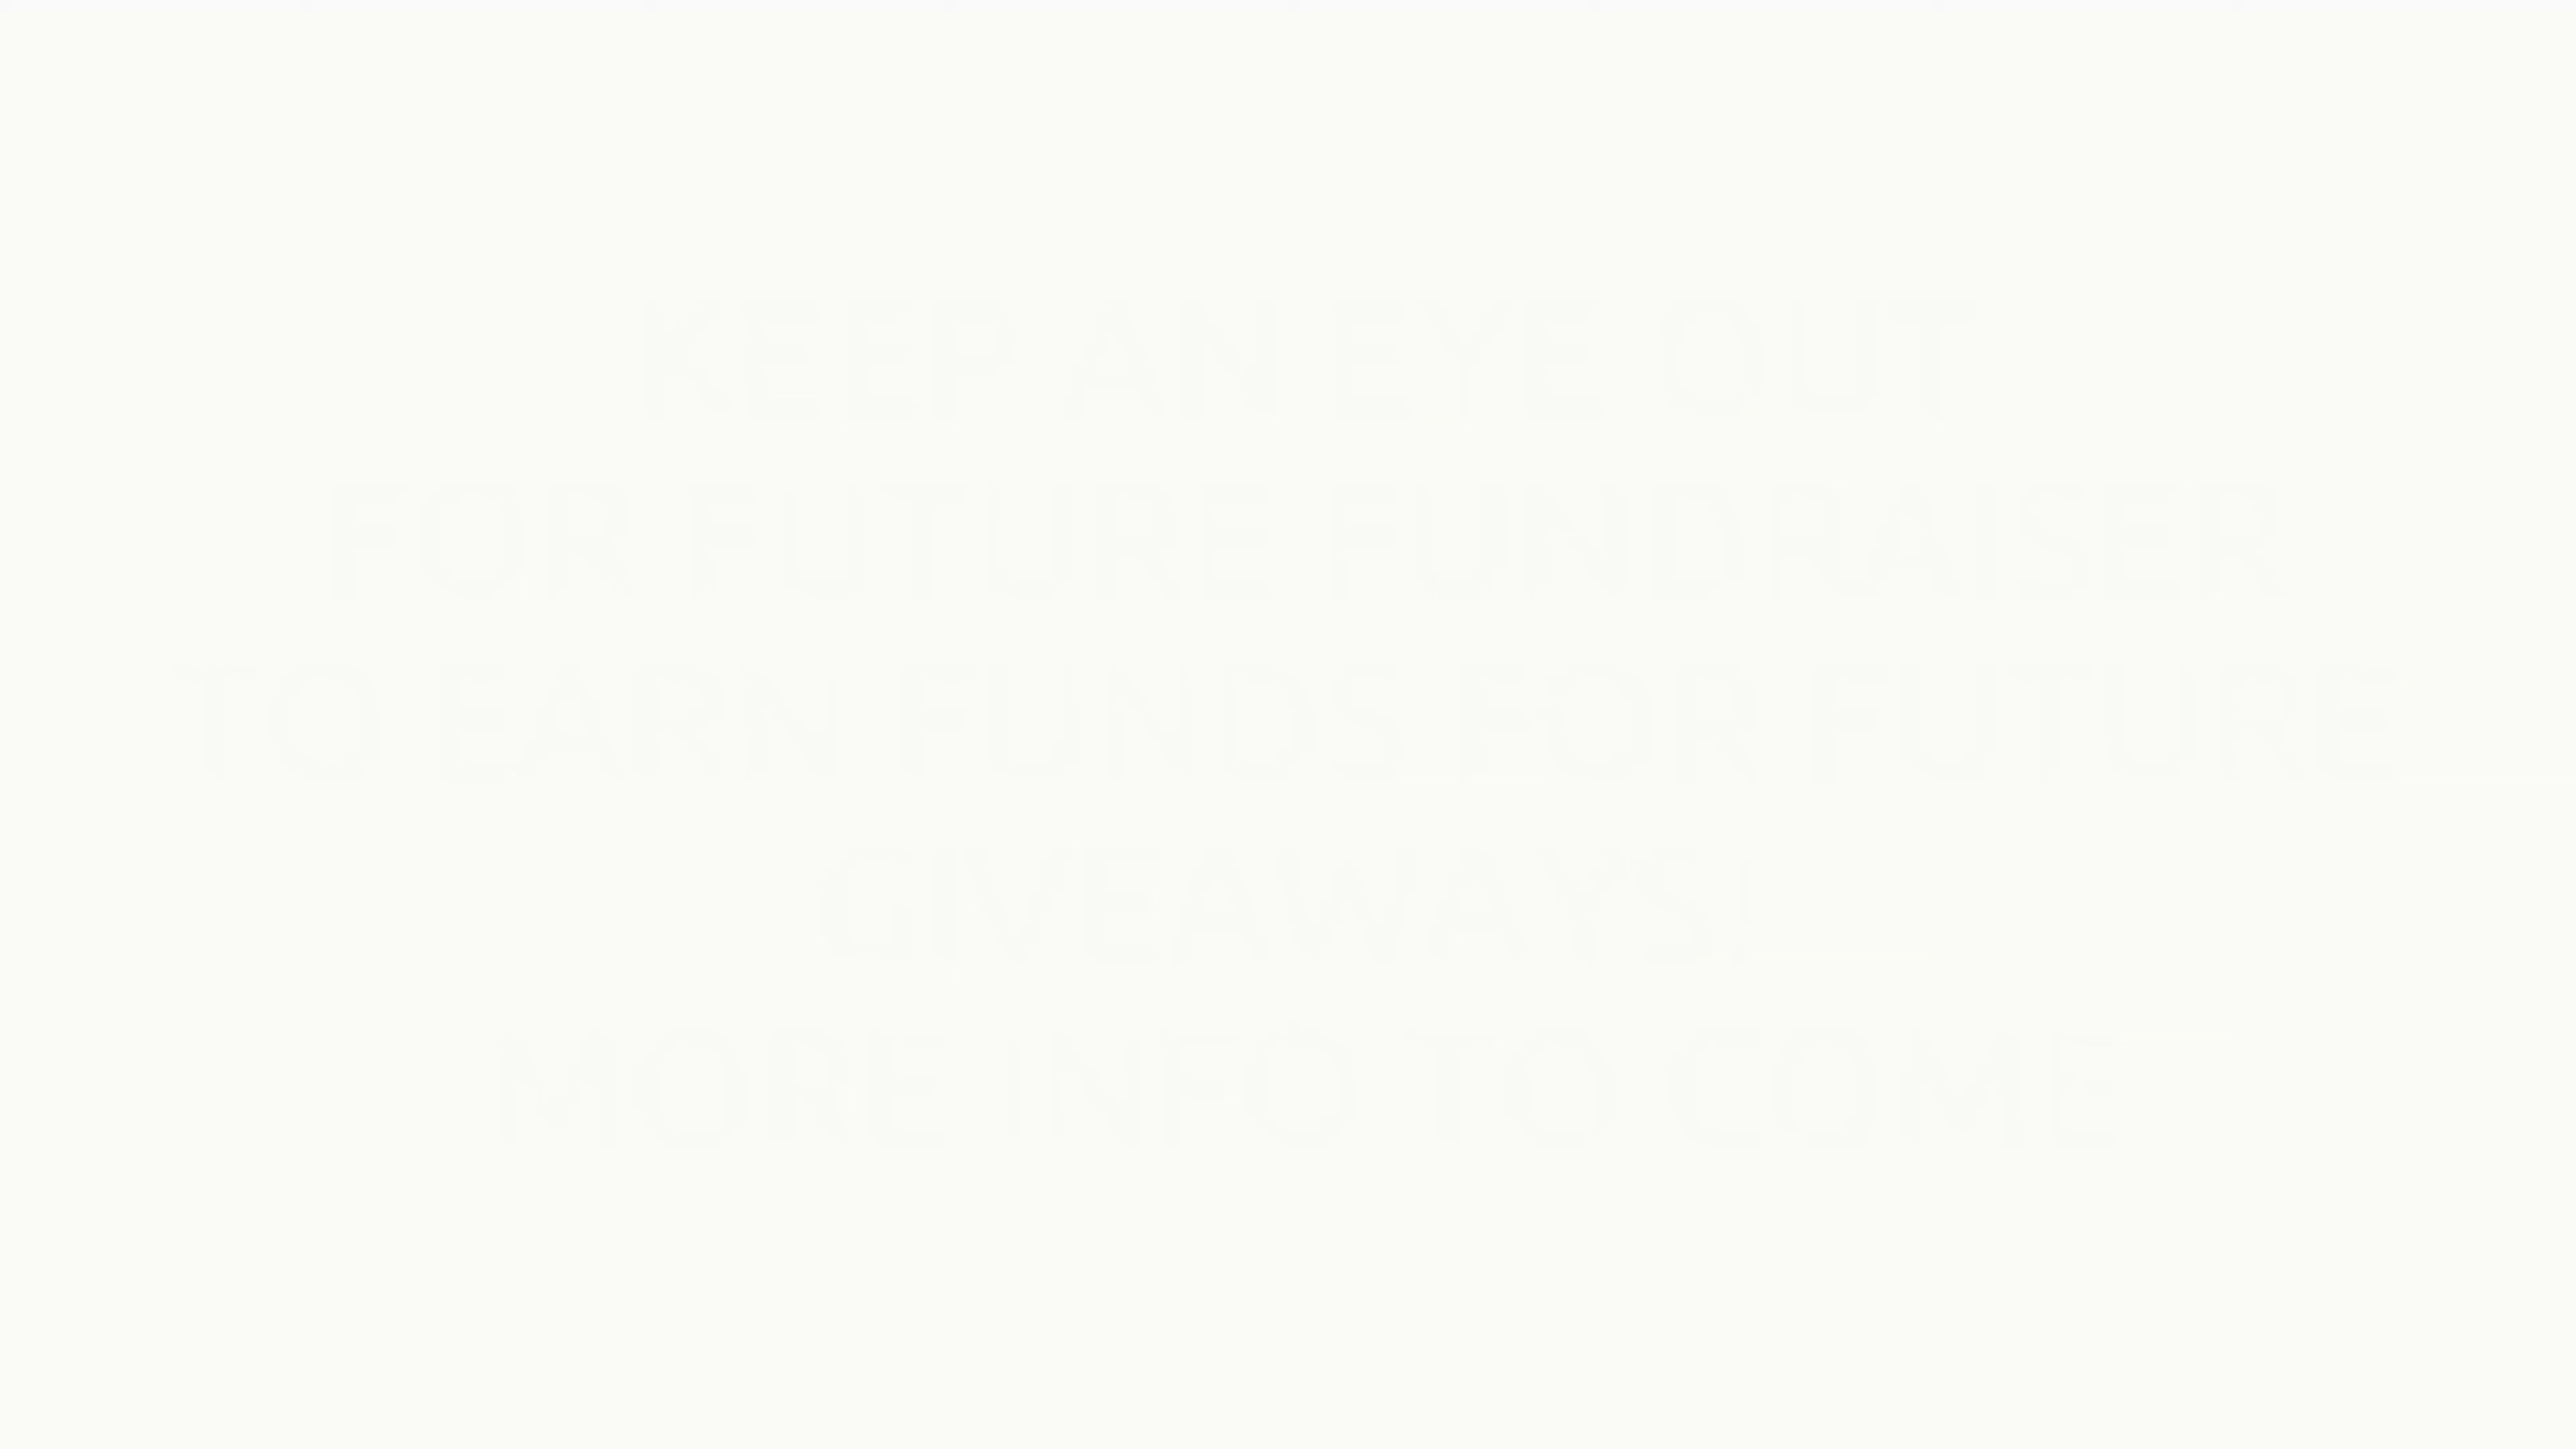 KEEP AN EYE OUT
FOR FUTURE FUNDRAISER
TO EARN FUNDS FOR FUTURE
GIVEAWAYS!
MORE INFO TO COME